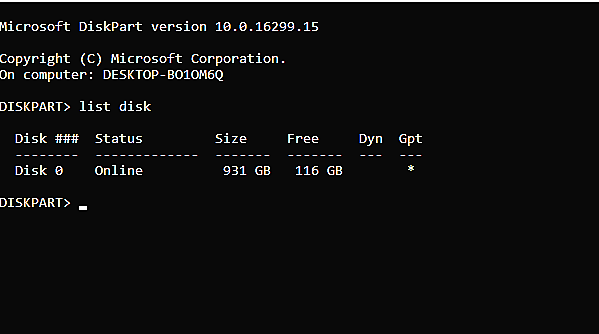 Microsoft DiskPart version 10.0.16299.15
Copyright (C) Microsoft Corporation.
On computer: DESKTOP-BO1OM6Q
DISKPART> list disk
  Disk ###  Status         Size     Free     Dyn  Gpt
  --------  -------------  -------  -------  ---  ---
  Disk 0    Online          931 GB   116 GB        *
DISKPART>